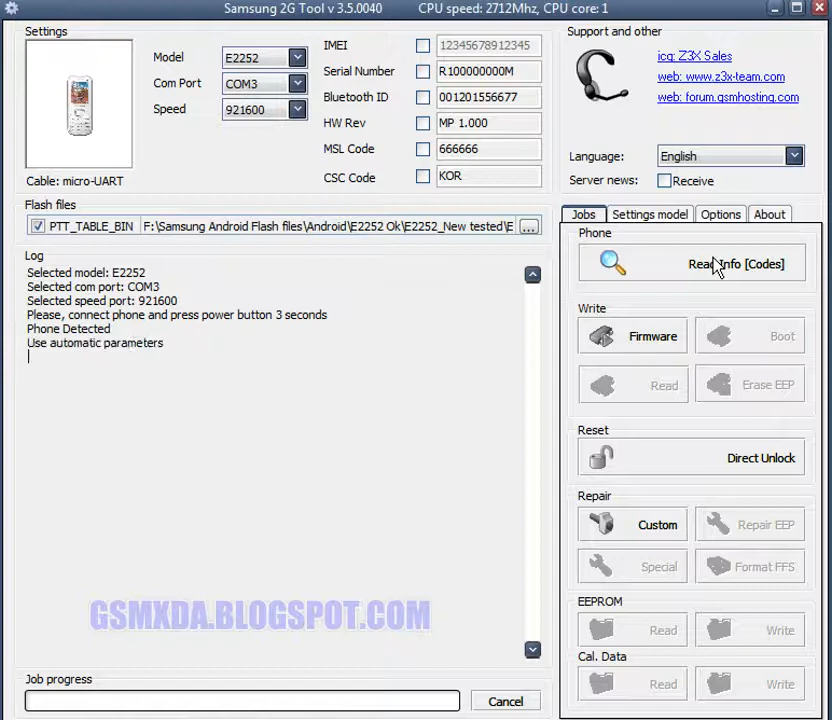 Samsung 2G Tool v 3.5.0040 CPU speed: 2712Mhz, CPU core: 1
Settings
Model E2252
Com Port COM3
Speed 921600
Cable: micro-UART
IMEI 12345678912345
Serial Number R100000000M
Bluetooth ID 001201556677
HW Rev MP 1.000
MSL Code 666666
CSC Code KOR
Support and other
icq: Z3X Sales
web: www.z3x-team.com
web: forum.gsmhosting.com
Language: English
Server news: Receive
Flash files
PTT_TABLE_BIN F:\Samsung Android Flash files\Android\E2252 Ok\E2252_New tested\E ...
Log
Selected model: E2252
Selected com port: COM3
Selected speed port: 921600
Please, connect phone and press power button 3 seconds
Phone Detected
Use automatic parameters
GSMXDA.BLOGSPOT.COM
Job progress
Cancel
Jobs Settings model Options About
Phone
Read Info [Codes]
Write
Firmware Boot
Read Erase EEP
Reset
Direct Unlock
Repair
Custom Repair EEP
Special Format FFS
EEPROM
Read Write
Cal. Data
Read Write